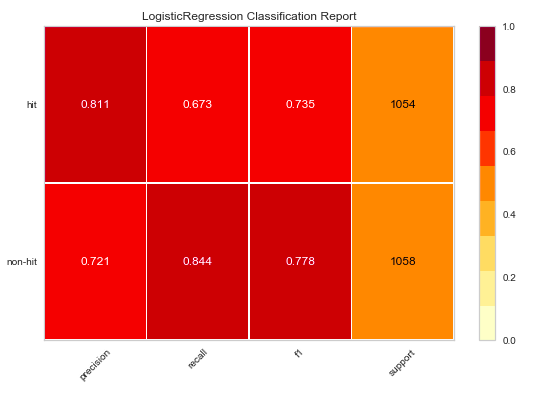 LogisticRegression Classification Report
hit
0.811
0.673
0.735
1054
non-hit
0.721
0.844
0.778
1058
precision
recall
f1
support
1.0
0.8
0.6
0.4
0.2
0.0